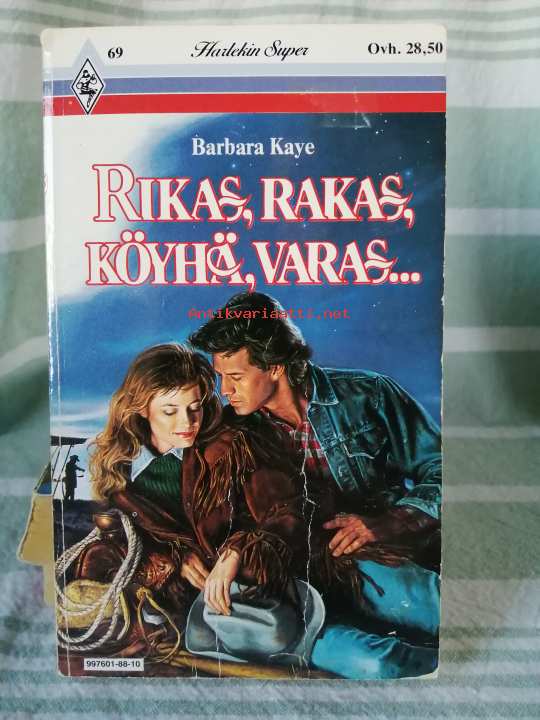 69 Harlekin Super Ovh. 28,50
Barbara Kaye
RIKAS, RAKAS,
KÖYHÄ, VARAS...
Antikvariaatti.net
997601-88-10